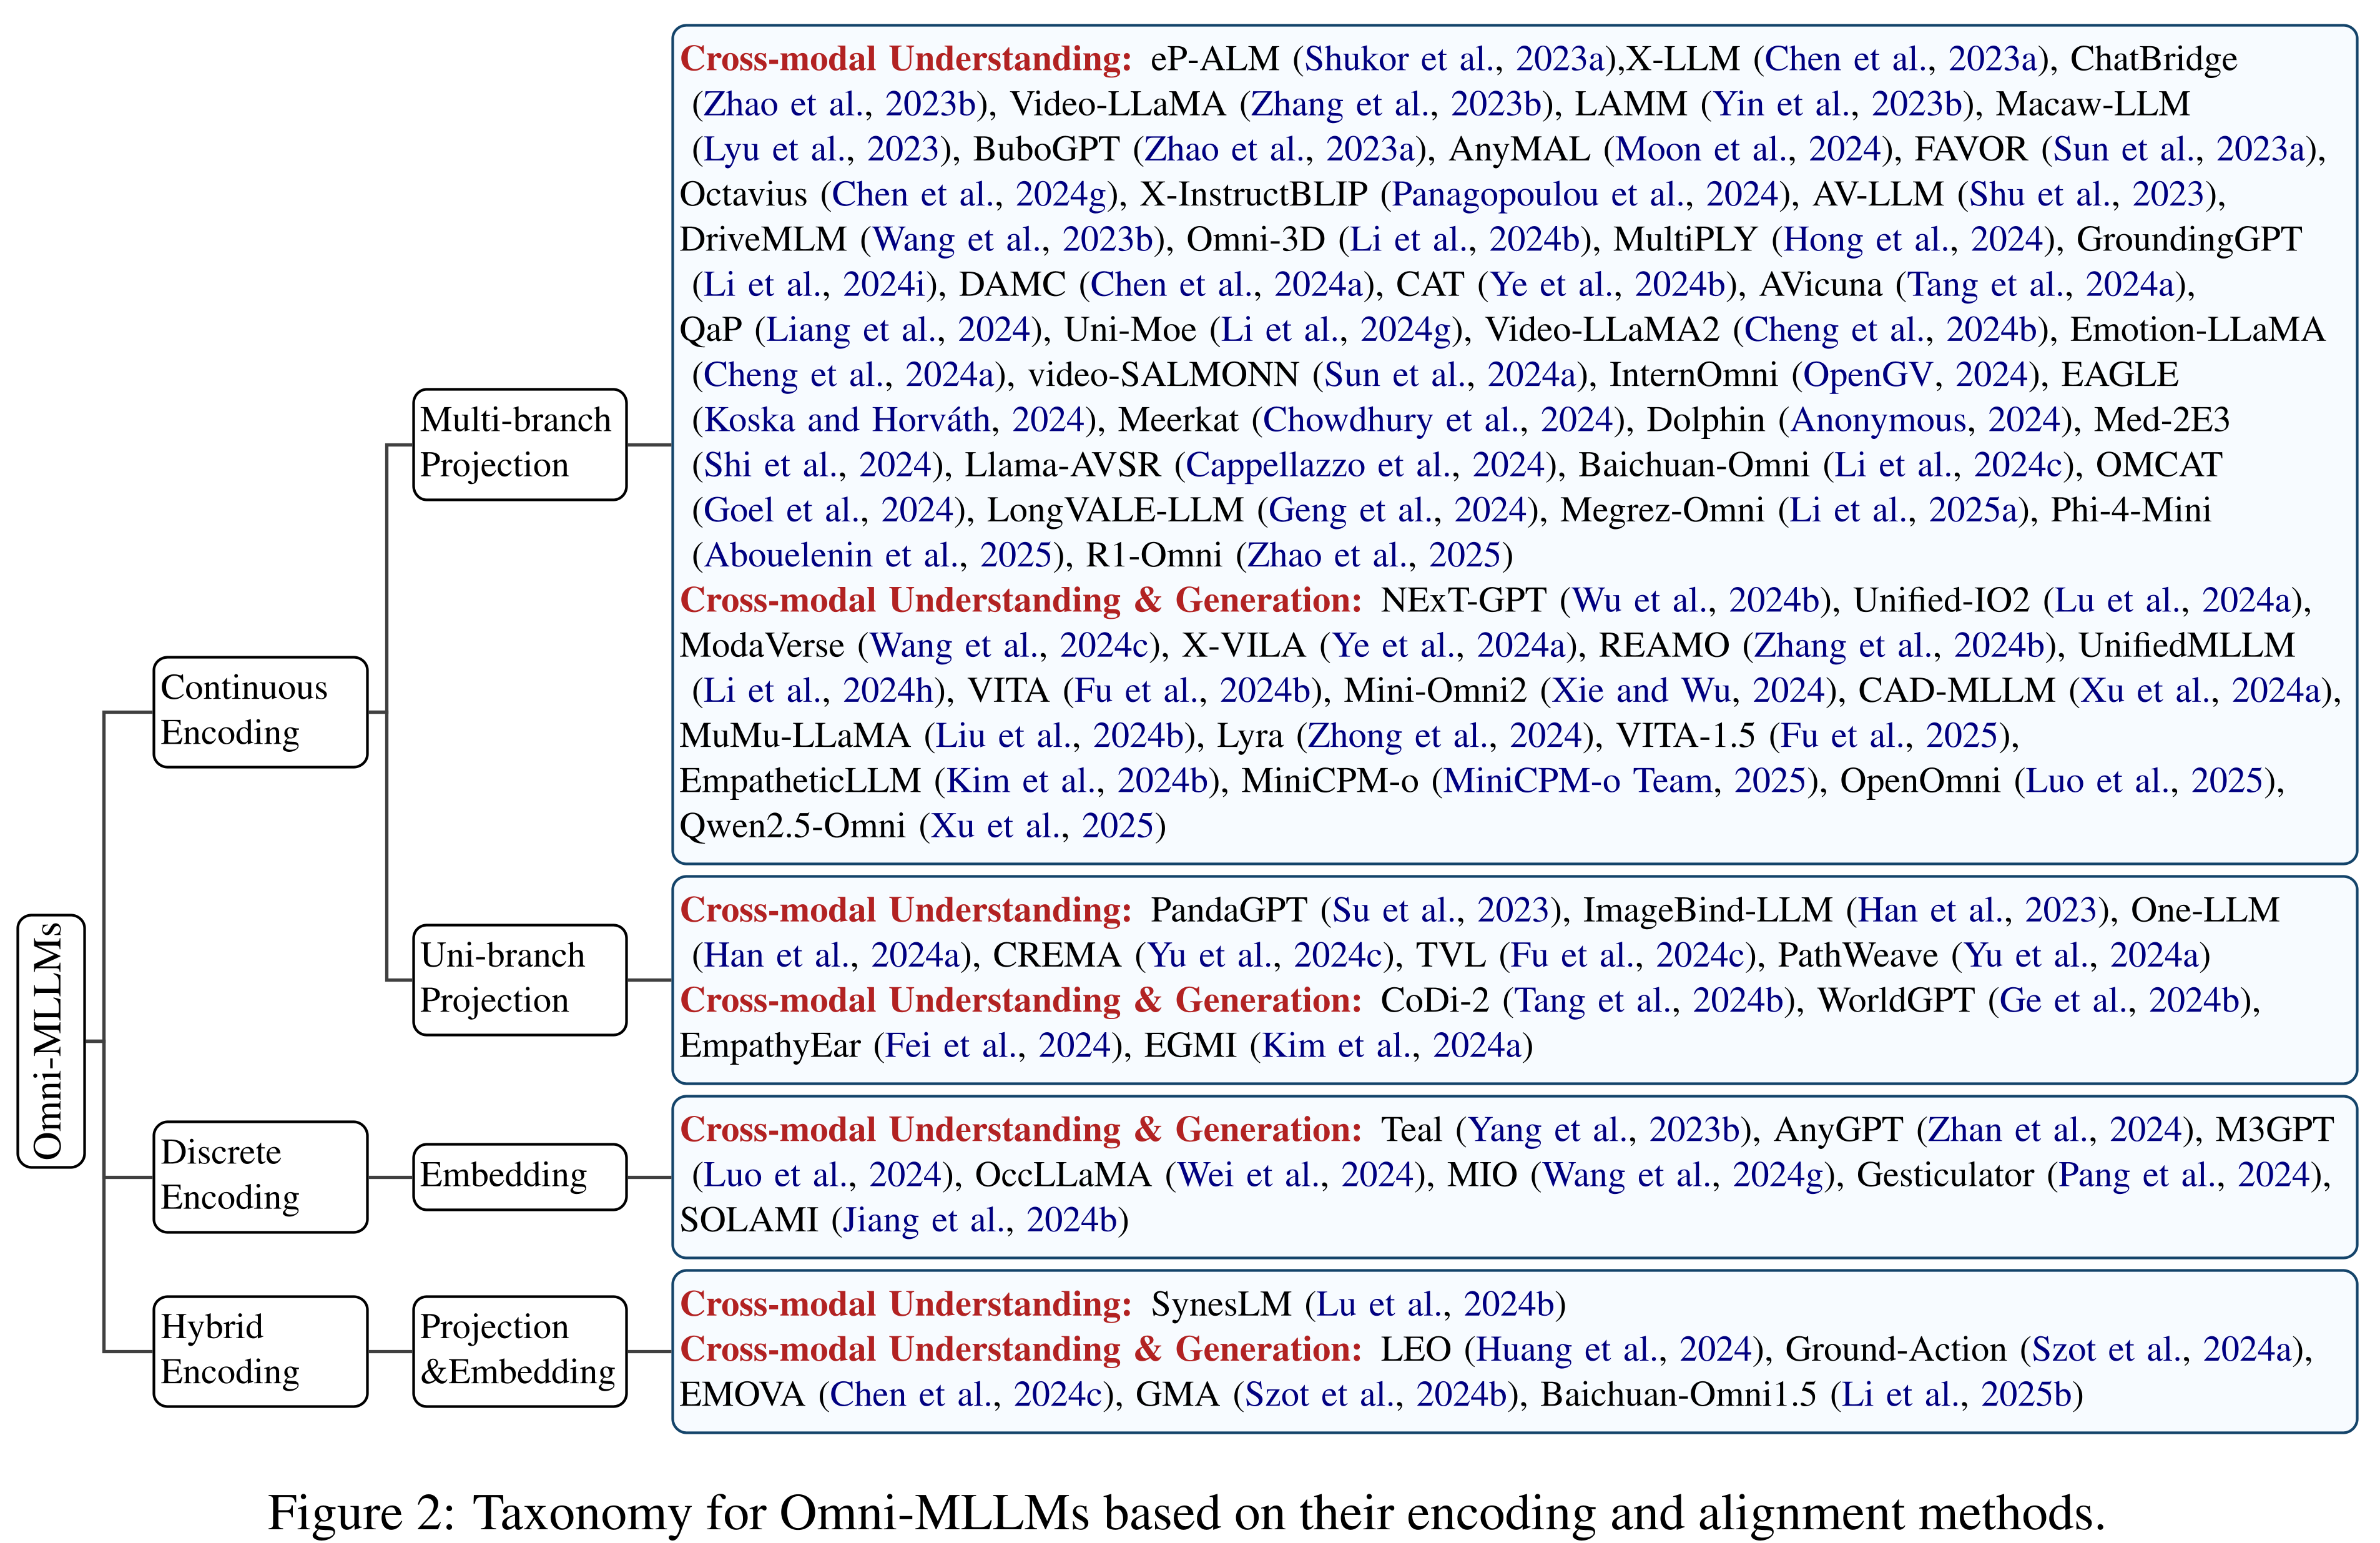 Omni-MLLMs
Continuous
Encoding
Multi-branch
Projection
Cross-modal Understanding: eP-ALM (Shukor et al., 2023a),X-LLM (Chen et al., 2023a), ChatBridge
(Zhao et al., 2023b), Video-LLaMA (Zhang et al., 2023b), LAMM (Yin et al., 2023b), Macaw-LLM
(Lyu et al., 2023), BuboGPT (Zhao et al., 2023a), AnyMAL (Moon et al., 2024), FAVOR (Sun et al., 2023a),
Octavius (Chen et al., 2024g), X-InstructBLIP (Panagopoulou et al., 2024), AV-LLM (Shu et al., 2023),
DriveMLM (Wang et al., 2023b), Omni-3D (Li et al., 2024b), MultiPLY (Hong et al., 2024), GroundingGPT
(Li et al., 2024i), DAMC (Chen et al., 2024a), CAT (Ye et al., 2024b), AVicuna (Tang et al., 2024a),
QaP (Liang et al., 2024), Uni-Moe (Li et al., 2024g), Video-LLaMA2 (Cheng et al., 2024b), Emotion-LLaMA
(Cheng et al., 2024a), video-SALMONN (Sun et al., 2024a), InternOmni (OpenGV, 2024), EAGLE
(Koska and Horváth, 2024), Meerkat (Chowdhury et al., 2024), Dolphin (Anonymous, 2024), Med-2E3
(Shi et al., 2024), Llama-AVSR (Cappellazzo et al., 2024), Baichuan-Omni (Li et al., 2024c), OMCAT
(Goel et al., 2024), LongVALE-LLM (Geng et al., 2024), Megrez-Omni (Li et al., 2025a), Phi-4-Mini
(Abouelenin et al., 2025), R1-Omni (Zhao et al., 2025)
Cross-modal Understanding & Generation: NExT-GPT (Wu et al., 2024b), Unified-IO2 (Lu et al., 2024a),
ModaVerse (Wang et al., 2024c), X-VILA (Ye et al., 2024a), REAMO (Zhang et al., 2024b), UnifiedMLLM
(Li et al., 2024h), VITA (Fu et al., 2024b), Mini-Omni2 (Xie and Wu, 2024), CAD-MLLM (Xu et al., 2024a),
MuMu-LLaMA (Liu et al., 2024b), Lyra (Zhong et al., 2024), VITA-1.5 (Fu et al., 2025),
EmpatheticLLM (Kim et al., 2024b), MiniCPM-o (MiniCPM-o Team, 2025), OpenOmni (Luo et al., 2025),
Qwen2.5-Omni (Xu et al., 2025)
Uni-branch
Projection
Cross-modal Understanding: PandaGPT (Su et al., 2023), ImageBind-LLM (Han et al., 2023), One-LLM
(Han et al., 2024a), CREMA (Yu et al., 2024c), TVL (Fu et al., 2024c), PathWeave (Yu et al., 2024a)
Cross-modal Understanding & Generation: CoDi-2 (Tang et al., 2024b), WorldGPT (Ge et al., 2024b),
EmpathyEar (Fei et al., 2024), EGMI (Kim et al., 2024a)
Discrete
Encoding
Embedding
Cross-modal Understanding & Generation: Teal (Yang et al., 2023b), AnyGPT (Zhan et al., 2024), M3GPT
(Luo et al., 2024), OccLLaMA (Wei et al., 2024), MIO (Wang et al., 2024g), Gesticulator (Pang et al., 2024),
SOLAMI (Jiang et al., 2024b)
Hybrid
Encoding
Projection
&Embedding
Cross-modal Understanding: SynesLM (Lu et al., 2024b)
Cross-modal Understanding & Generation: LEO (Huang et al., 2024), Ground-Action (Szot et al., 2024a),
EMOVA (Chen et al., 2024c), GMA (Szot et al., 2024b), Baichuan-Omni1.5 (Li et al., 2025b)
Figure 2: Taxonomy for Omni-MLLMs based on their encoding and alignment methods.